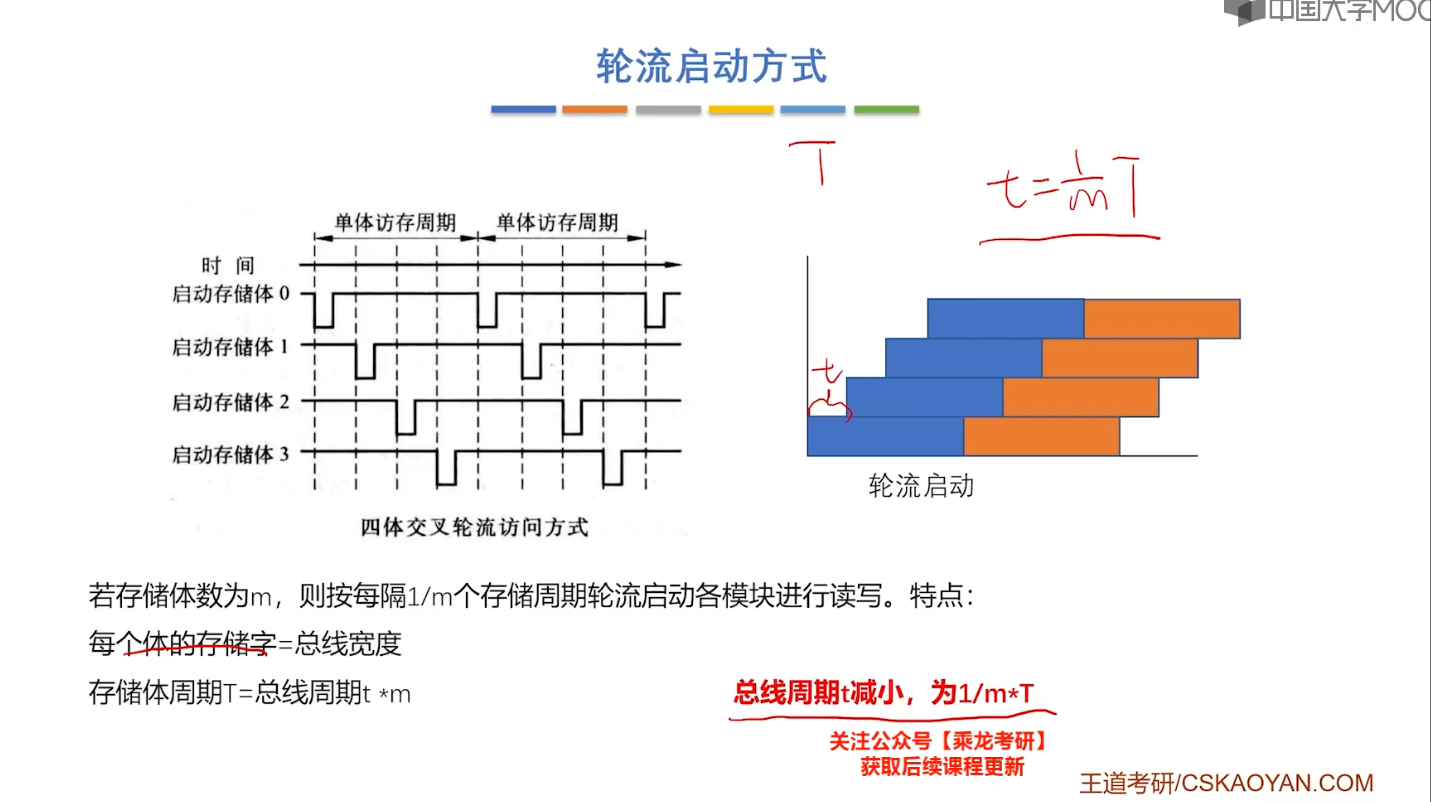 中国大学MOC
轮流启动方式
T
t=1/m T
单体访存周期 单体访存周期
时 间
启动存储体 0
启动存储体 1
启动存储体 2
启动存储体 3
四体交叉轮流访问方式
t
轮流启动
若存储体数为m，则按每隔1/m个存储周期轮流启动各模块进行读写。特点：
每个体的存储字=总线宽度
存储体周期T=总线周期t *m
总线周期t减小，为1/m*T
关注公众号【乘龙考研】
获取后续课程更新
王道考研/CSKAOYAN.COM